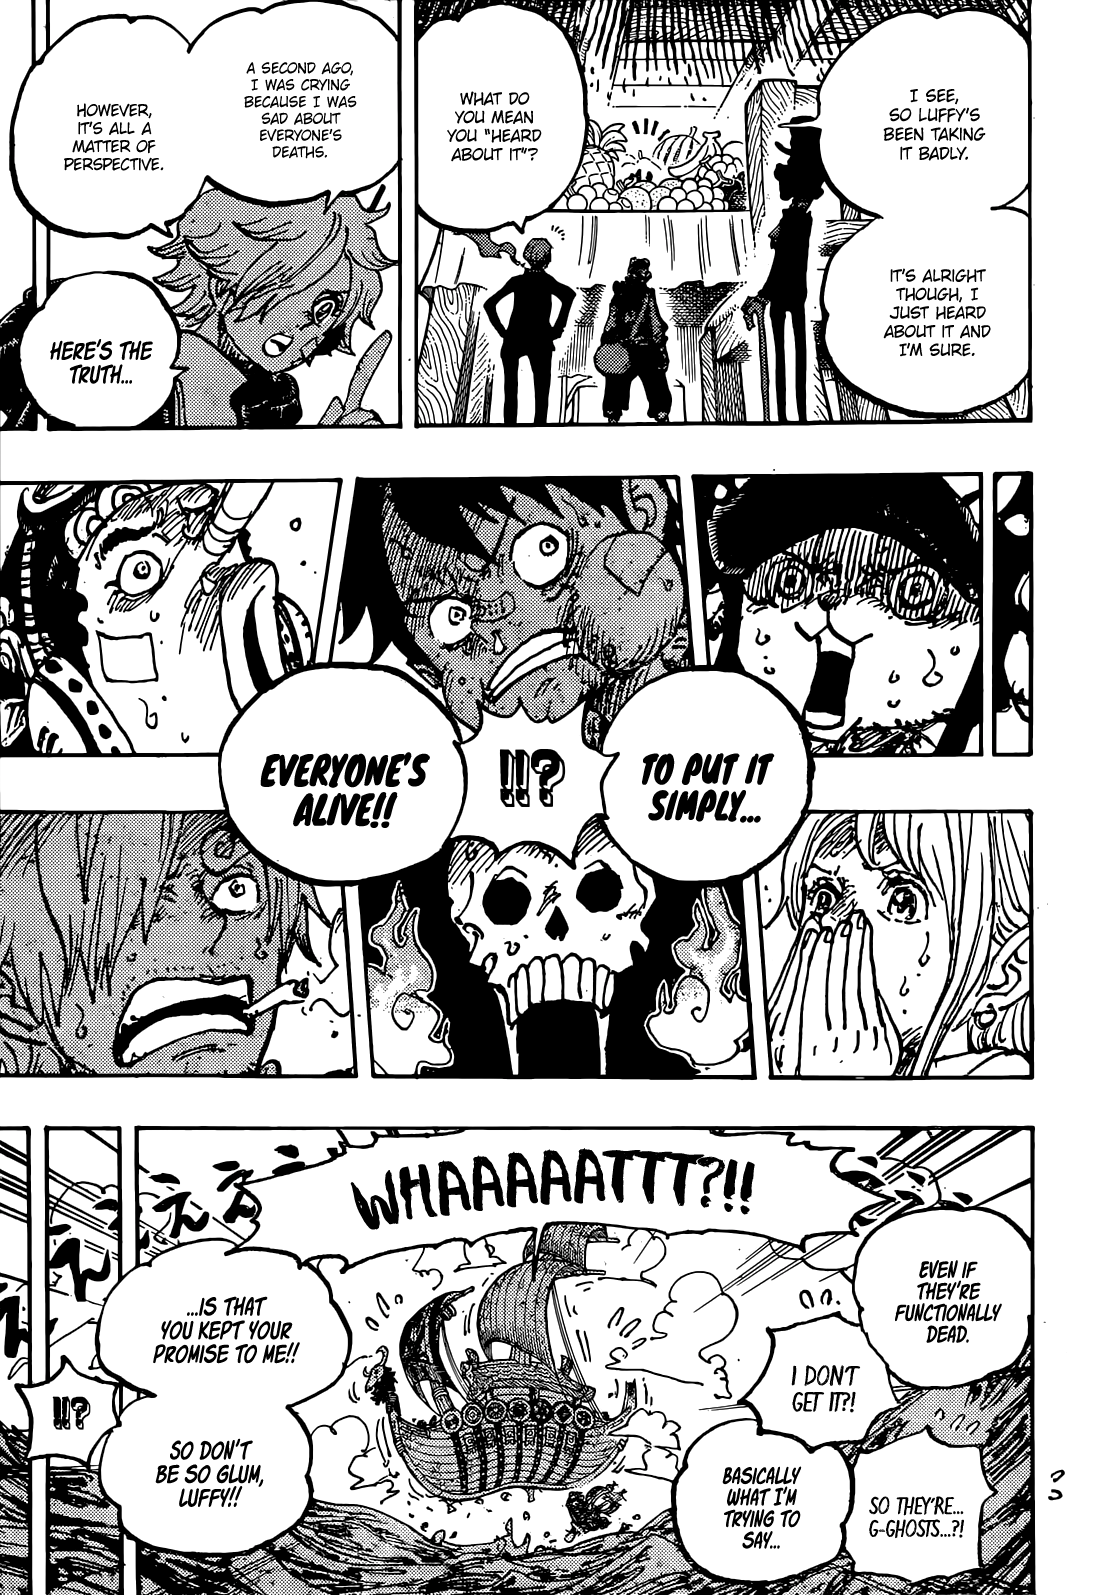 I SEE,
SO LUFFY'S
BEEN TAKING
IT BADLY.
IT'S ALRIGHT
THOUGH, I
JUST HEARD
ABOUT IT AND
I'M SURE.
WHAT DO
YOU MEAN
YOU "HEARD
ABOUT IT"?
A SECOND AGO,
I WAS CRYING
BECAUSE I WAS
SAD ABOUT
EVERYONE'S
DEATHS.
HOWEVER,
IT'S ALL A
MATTER OF
PERSPECTIVE.
HERE'S THE
TRUTH...
TO PUT IT
SIMPLY...
!!?
EVERYONE'S
ALIVE!!
WHAAAAATTT?!!
EVEN IF
THEY'RE
FUNCTIONALLY
DEAD.
I DON'T
GET IT?!
SO THEY'RE...
G-GHOSTS...?!
BASICALLY
WHAT I'M
TRYING TO
SAY...
...IS THAT
YOU KEPT YOUR
PROMISE TO ME!!
SO DON'T
BE SO GLUM,
LUFFY!!
!!?